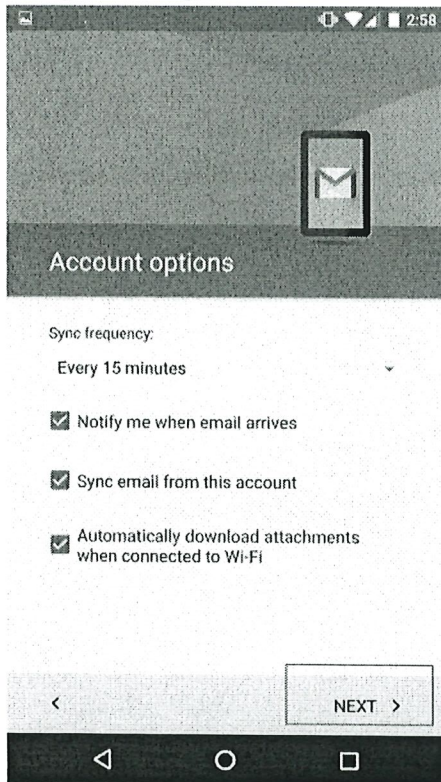 2:58
Account options
Sync frequency:
Every 15 minutes
Notify me when email arrives
Sync email from this account
Automatically download attachments
when connected to Wi-Fi
NEXT